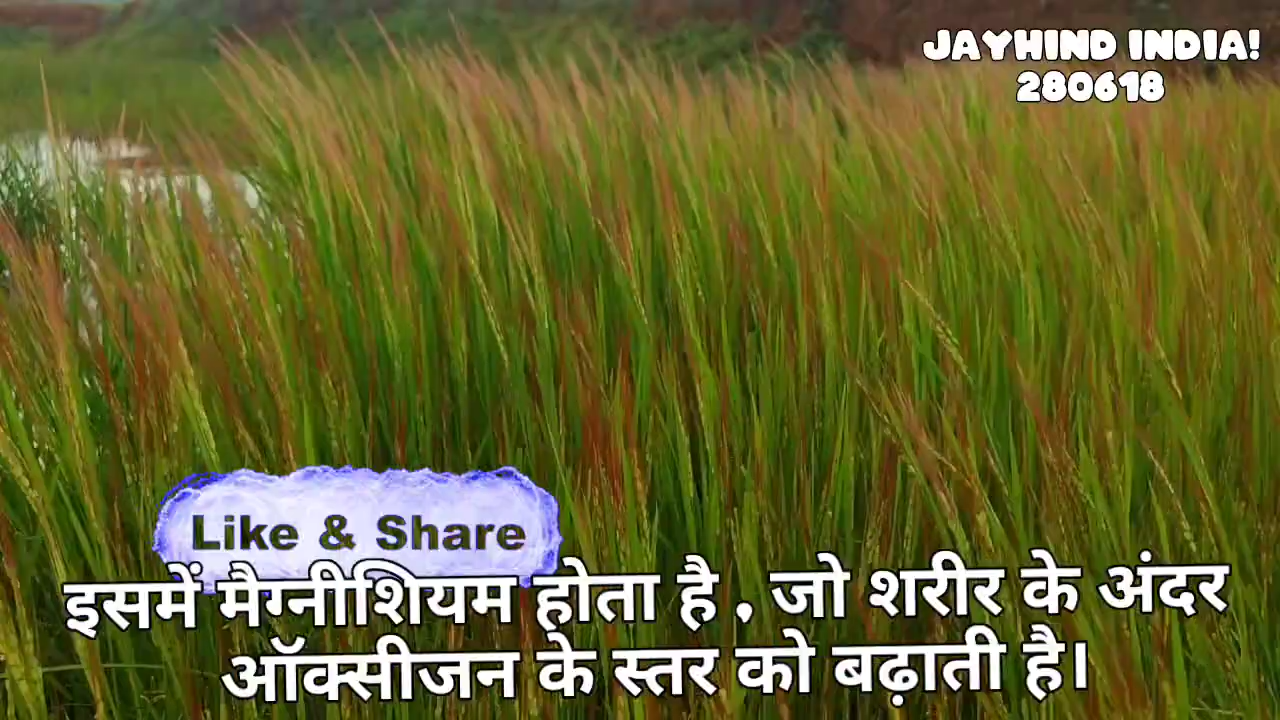 JAYHIND INDIA!
280618
Like & Share
इसमें मैग्नीशियम होता है , जो शरीर के अंदर
ऑक्सीजन के स्तर को बढ़ाती है।